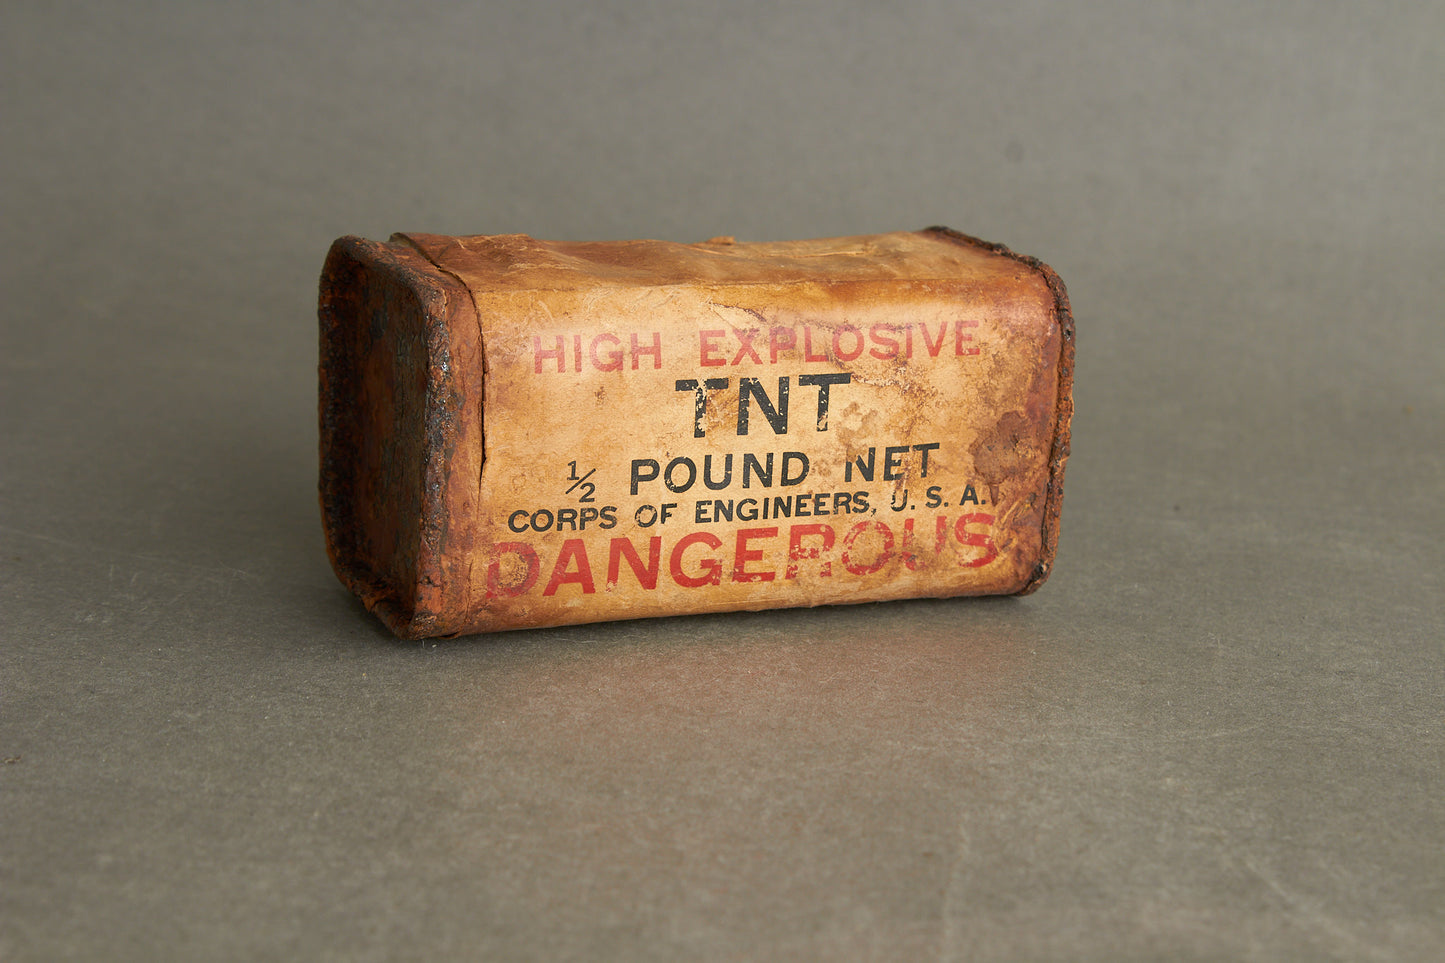 HIGH EXPLOSIVE
TNT
1/2 POUND NET
CORPS OF ENGINEERS, U. S. A.
DANGEROUS